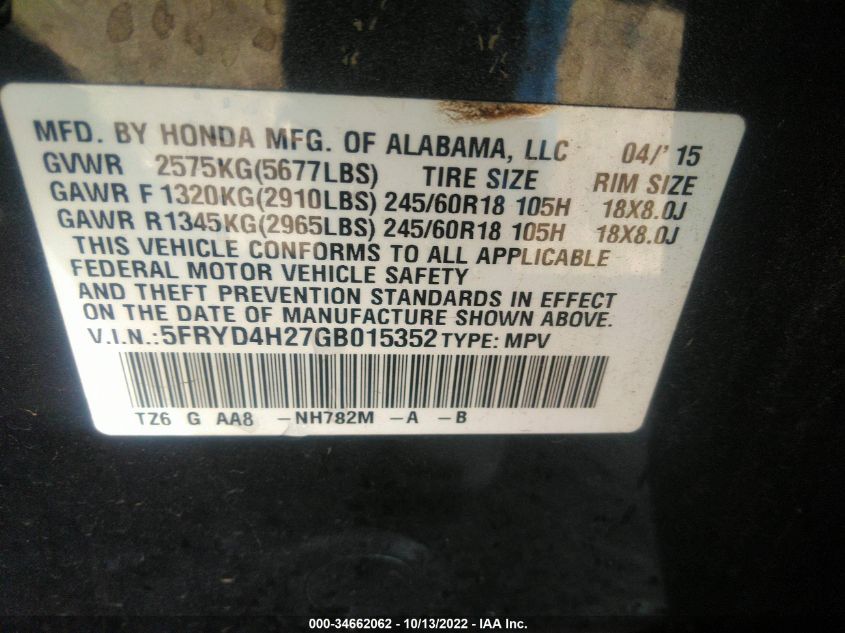 MFD. BY HONDA MFG. OF ALABAMA, LLC 04/'15
GVWR 2575KG(5677LBS) TIRE SIZE RIM SIZE
GAWR F 1320KG(2910LBS) 245/60R18 105H 18X8.0J
GAWR R1345KG(2965LBS) 245/60R18 105H 18X8.0J
THIS VEHICLE CONFORMS TO ALL APPLICABLE
FEDERAL MOTOR VEHICLE SAFETY
AND THEFT PREVENTION STANDARDS IN EFFECT
ON THE DATE OF MANUFACTURE SHOWN ABOVE.
V.I.N.:5FRYD4H27GB015352 TYPE: MPV
TZ6 G AA8 -NH782M -A -B
000-34662062 - 10/13/2022 - IAA Inc.